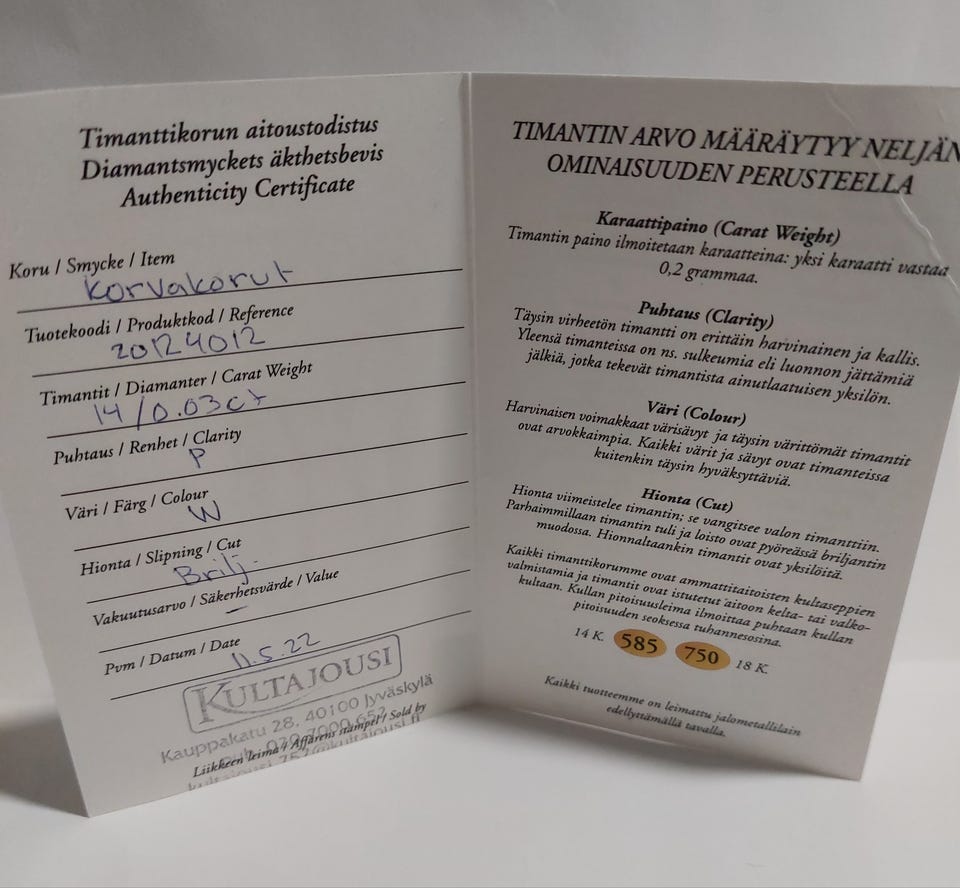 Timanttikorun aitoustodistus
Diamantsmyckets äkthetsbevis
Authenticity Certificate
Koru / Smycke / Item
Korvakorut
Tuotekoodi / Produktkod / Reference
20124012
Timantit / Diamanter / Carat Weight
14/0.03ct
Puhtaus / Renhet / Clarity
P
Väri / Färg / Colour
W
Hionta / Slipning / Cut
Brilj.
Vakuutusarvo / Säkerhetsvärde / Value
–
Pvm / Datum / Date
11.5.22
KULTAJOUSI
Kauppakatu 28, 40100 Jyväskylä
Liikkeen leima / Affärens stämpel / Sold by
TIMANTIN ARVO MÄÄRÄYTYY NELJÄN
OMINAISUUDEN PERUSTEELLA
Karaattipaino (Carat Weight)
Timantin paino ilmoitetaan karaatteina: yksi karaatti vastaa
0,2 grammaa.
Puhtaus (Clarity)
Täysin virheetön timantti on erittäin harvinainen ja kallis.
Yleensä timanteissa on ns. sulkeumia eli luonnon jättämiä
jälkiä, jotka tekevät timantista ainutlaatuisen yksilön.
Väri (Colour)
Harvinaisen voimakkaat värisävyt ja täysin värittömät timantit
ovat arvokkaimpia. Kaikki värit ja sävyt ovat timanteissa
kuitenkin täysin hyväksyttäviä.
Hionta (Cut)
Hionta viimeistelee timantin; se vangitsee valon timanttiin.
Parhaimmillaan timantin tuli ja loisto ovat pyöreässä briljantin
muodossa. Hionnaltaankin timantit ovat yksilöitä.
Kaikki timanttikorumme ovat ammattitaitoisten kultaseppien
valmistamia ja timantit ovat istutetut aitoon kelta- tai valko-
kultaan. Kullan pitoisuusleima ilmoittaa puhtaan kullan
pitoisuuden seoksessa tuhannesosina.
14 K. 585 750 18 K.
Kaikki tuotteemme on leimattu jalometallilain
edellyttämällä tavalla.